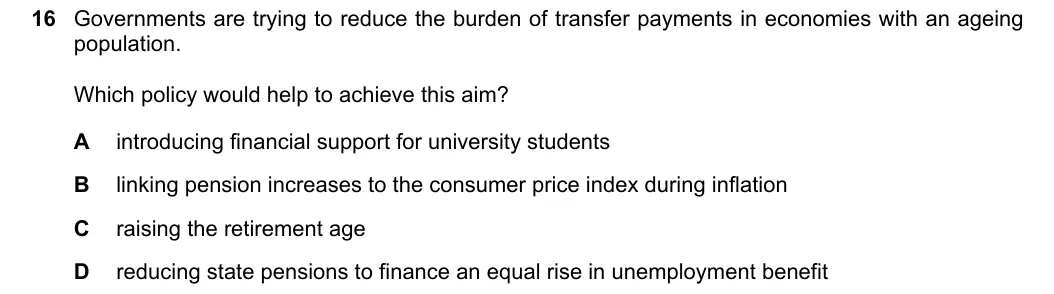 16 Governments are trying to reduce the burden of transfer payments in economies with an ageing
population.
Which policy would help to achieve this aim?
A introducing financial support for university students
B linking pension increases to the consumer price index during inflation
C raising the retirement age
D reducing state pensions to finance an equal rise in unemployment benefit